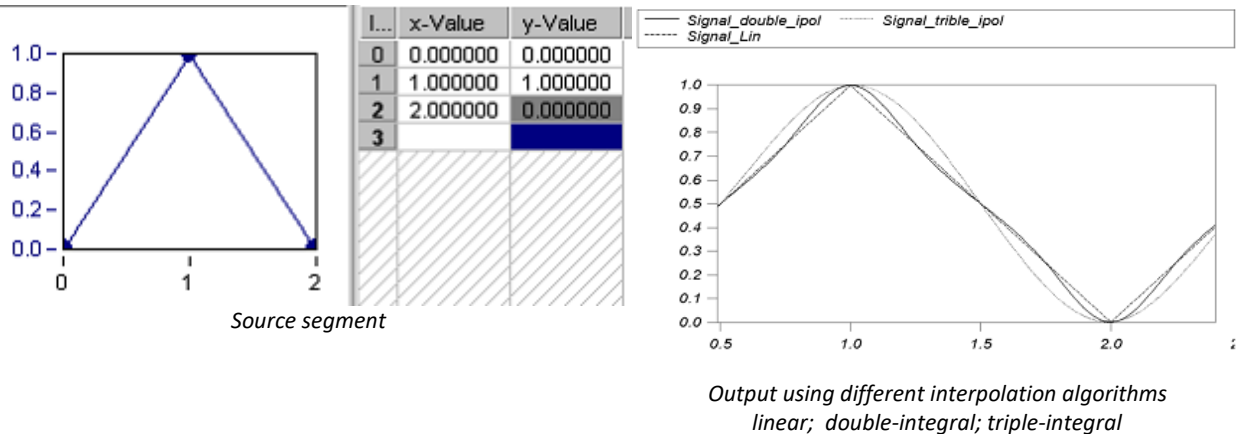 1.0
0.8
0.6
0.4
0.2
0.0
0 1 2
I... x-Value y-Value
0 0.000000 0.000000
1 1.000000 1.000000
2 2.000000 0.000000
3
Source segment
Signal_double_ipol Signal_trible_ipol
Signal_Lin
1.0
0.9
0.8
0.7
0.6
0.5
0.4
0.3
0.2
0.1
0.0
0.5 1.0 1.5 2.0
Output using different interpolation algorithms
linear; double-integral; triple-integral